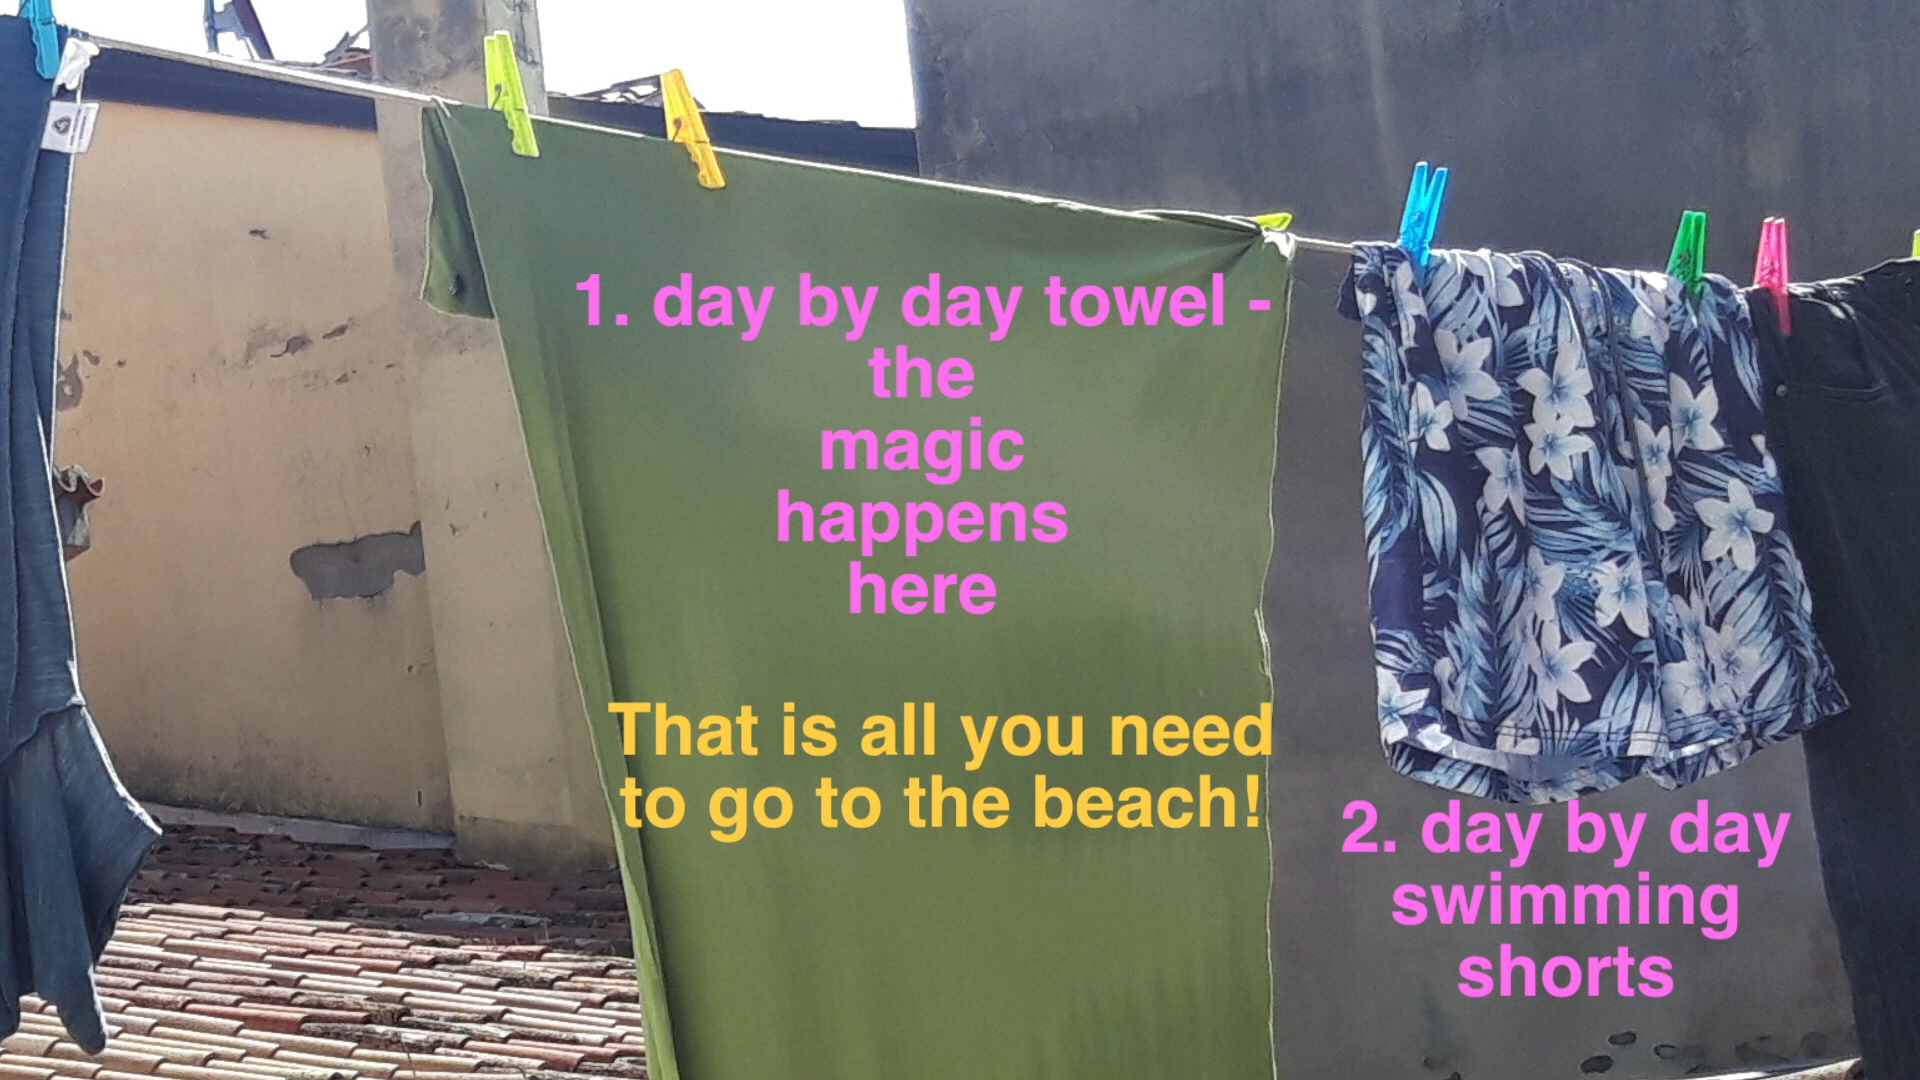 1. day by day towel -
the
magic
happens
here
That is all you need
to go to the beach!
2. day by day
swimming
shorts